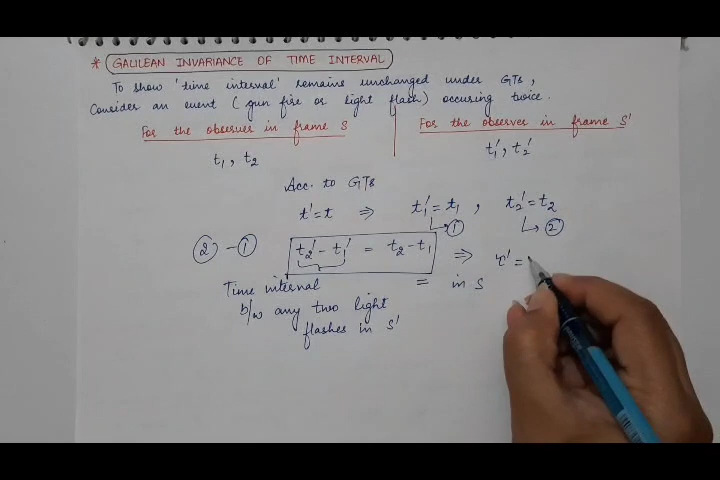 * GALILEAN INVARIANCE OF TIME INTERVAL
To show 'time interval' remains unchanged under GTs,
Consider an event (gun fire or light flash) occuring twice.
For the observer in frame S
For the observer in frame S'
t₁, t₂
t₁', t₂'
Acc. to GTs
t' = t ⇒ t₁' = t₁ , t₂' = t₂
↳ ① ↳ ②
② - ① t₂' - t₁' = t₂ - t₁ ⇒ τ' =
Time interval = in S
b/w any two light
flashes in S'